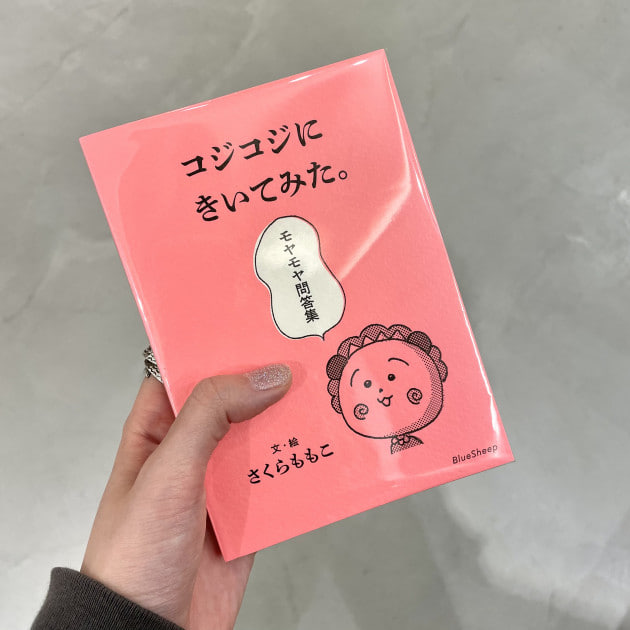 コジコジに
きいてみた。
モヤモヤ問答集
文・絵
さくらももこ
BlueSheep